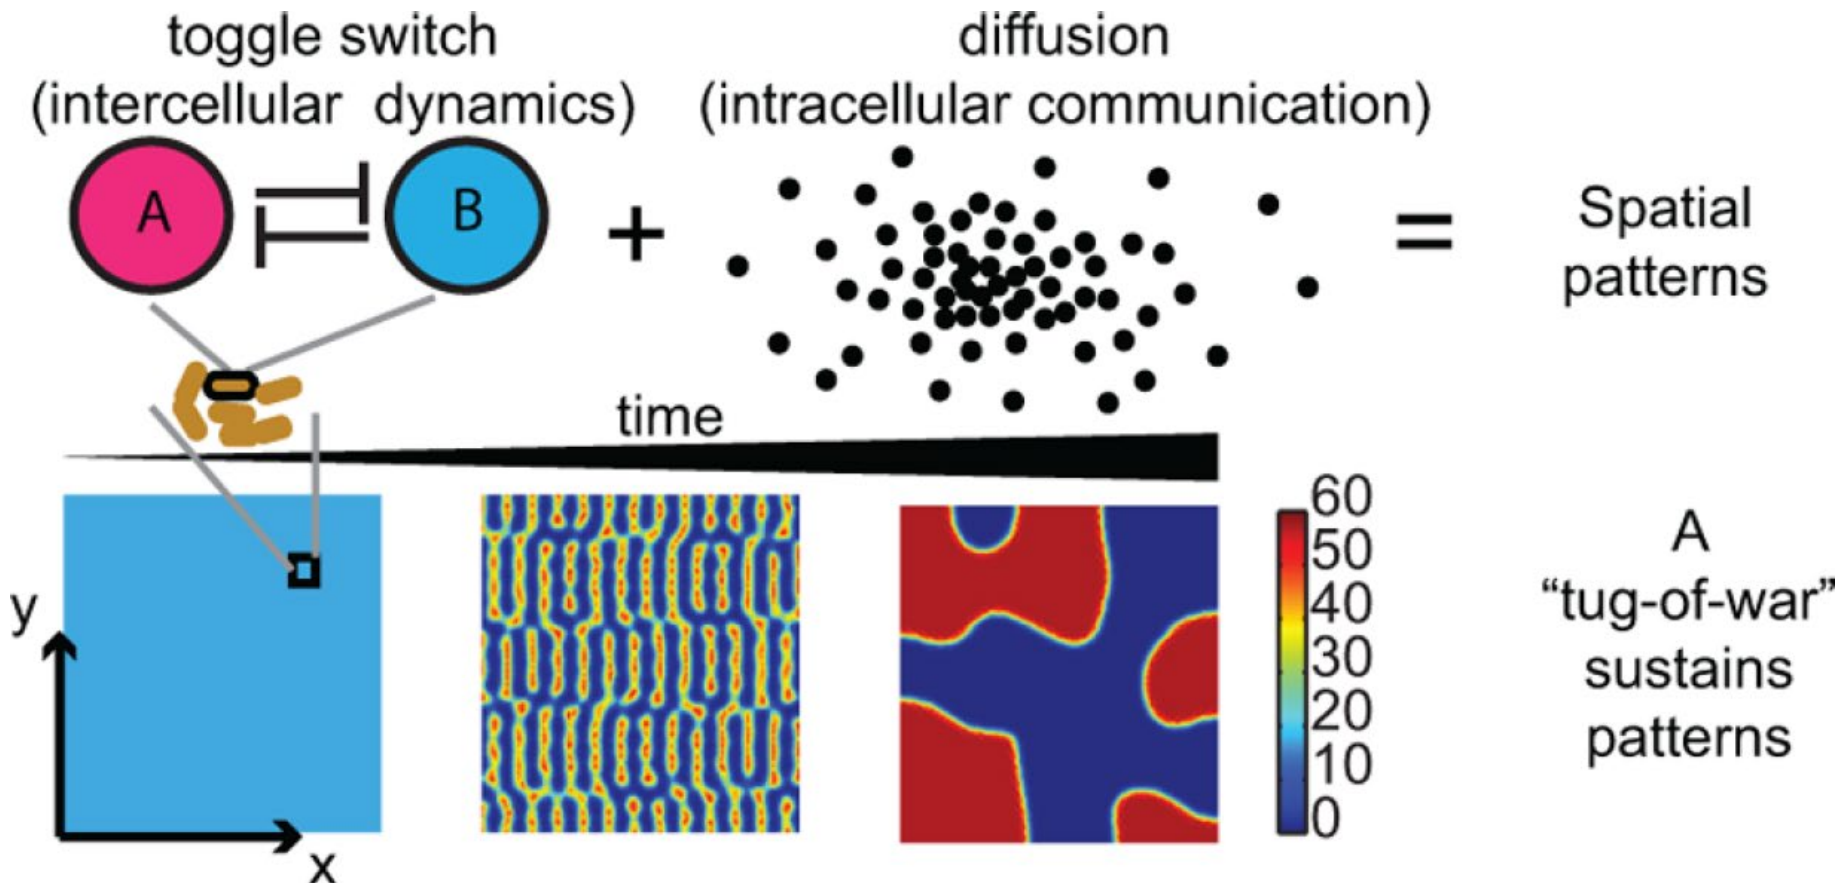 toggle switch
(intercellular dynamics)
diffusion
(intracellular communication)
A
B
+
=
Spatial
patterns
time
y
x
60
50
40
30
20
10
0
A
“tug-of-war”
sustains
patterns